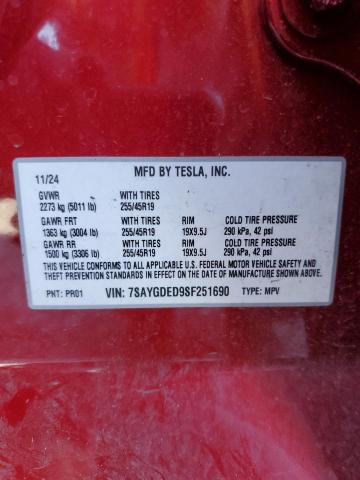 11/24 MFD BY TESLA, INC.
GVWR WITH TIRES
2273 kg (5011 lb) 255/45R19
GAWR FRT WITH TIRES RIM COLD TIRE PRESSURE
1363 kg (3004 lb) 255/45R19 19X9.5J 290 kPa, 42 psi
GAWR RR WITH TIRES RIM COLD TIRE PRESSURE
1500 kg (3306 lb) 255/45R19 19X9.5J 290 kPa, 42 psi
THIS VEHICLE CONFORMS TO ALL APPLICABLE U.S. FEDERAL MOTOR VEHICLE SAFETY AND
THEFT PREVENTION STANDARDS IN EFFECT ON THE DATE OF MANUFACTURE SHOWN ABOVE.
PNT: PR01 VIN: 7SAYGDED9SF251690 TYPE: MPV